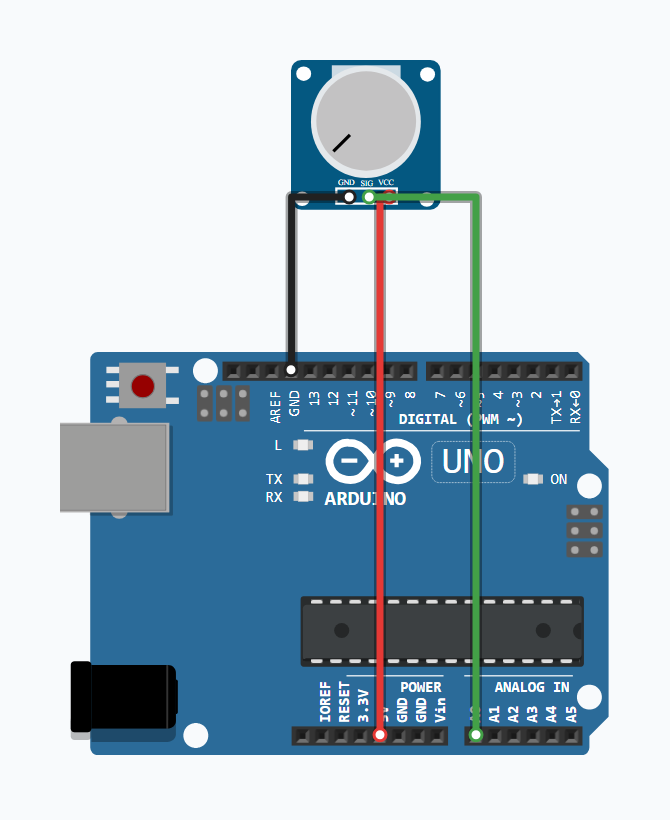 GND SIG VCC
AREF
GND
13
12
~11
~10
~9
8
7
~6
4
~3
2
TX→1
RX←0
DIGITAL (PWM ~)
L
TX
RX
UNO
ON
ARDUINO
POWER
ANALOG IN
IOREF
RESET
3.3V
5V
GND
GND
Vin
A1
A2
A3
A4
A5